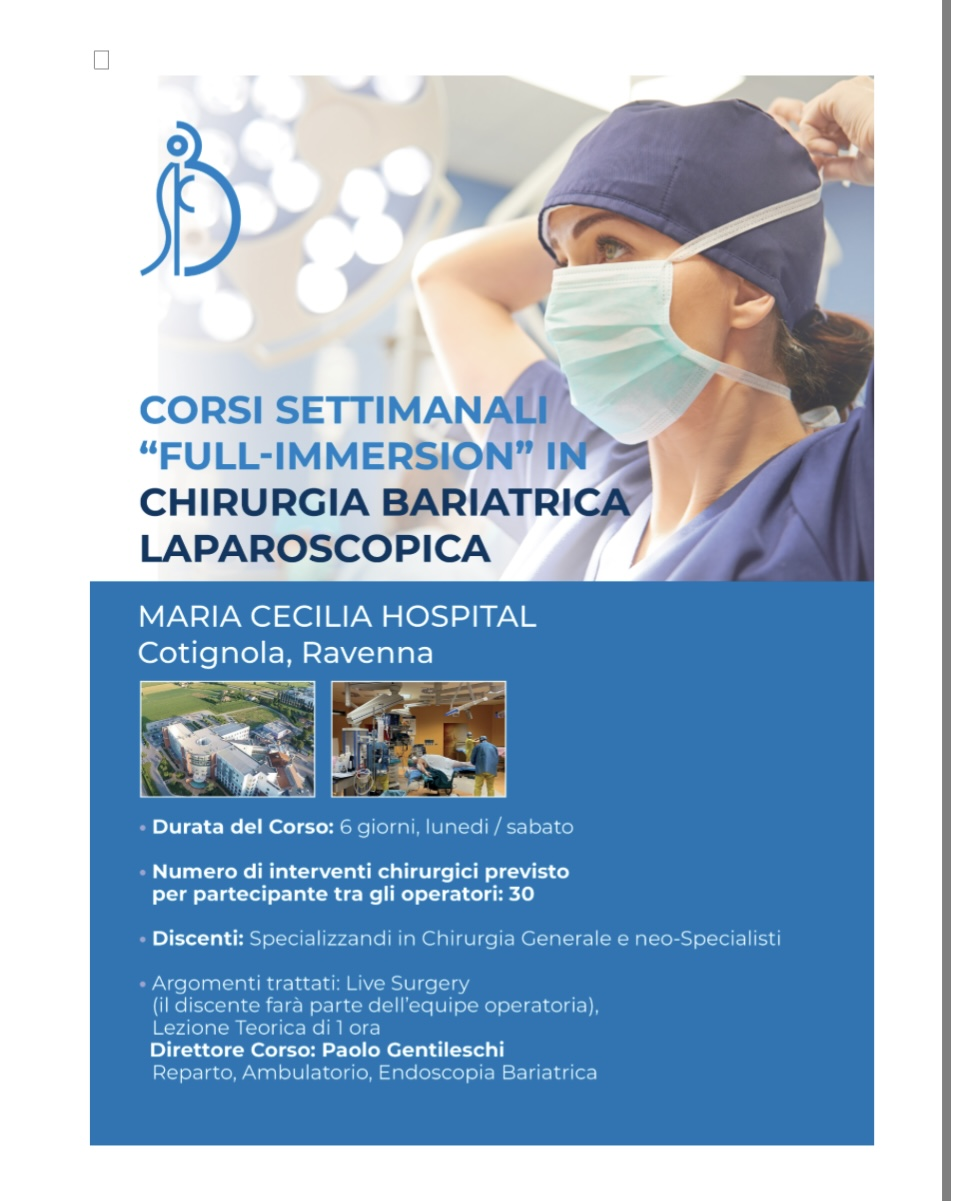 CORSI SETTIMANALI
“FULL-IMMERSION” IN
CHIRURGIA BARIATRICA
LAPAROSCOPICA
MARIA CECILIA HOSPITAL
Cotignola, Ravenna
• Durata del Corso: 6 giorni, lunedi / sabato
• Numero di interventi chirurgici previsto
per partecipante tra gli operatori: 30
• Discenti: Specializzandi in Chirurgia Generale e neo-Specialisti
• Argomenti trattati: Live Surgery
(il discente farà parte dell’equipe operatoria),
Lezione Teorica di 1 ora
Direttore Corso: Paolo Gentileschi
Reparto, Ambulatorio, Endoscopia Bariatrica